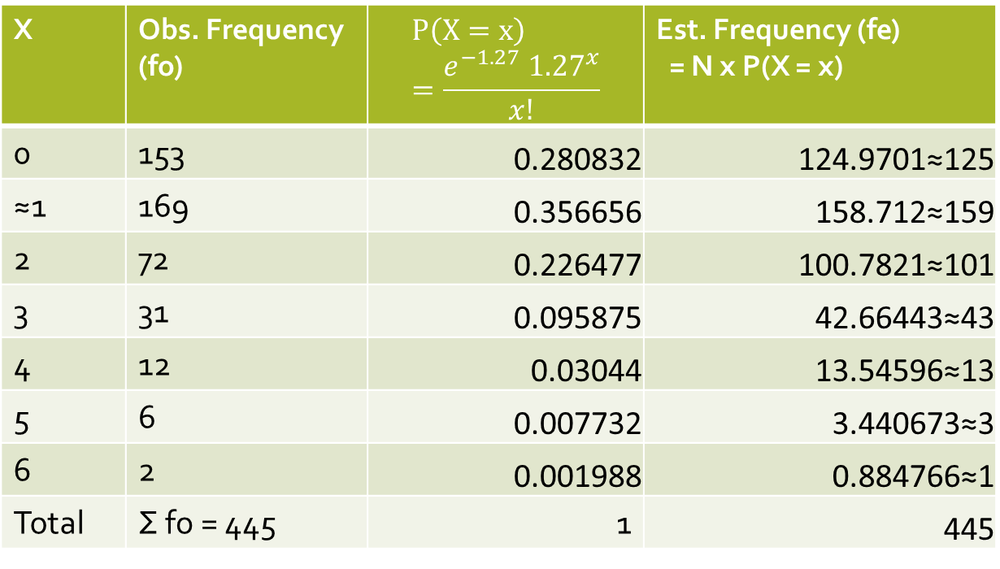 X Obs. Frequency (fo) P(X = x) = e^−1.27 1.27^x / x! Est. Frequency (fe) = N x P(X = x)
0 153 0.280832 124.9701≈125
≈1 169 0.356656 158.712≈159
2 72 0.226477 100.7821≈101
3 31 0.095875 42.66443≈43
4 12 0.03044 13.54596≈13
5 6 0.007732 3.440673≈3
6 2 0.001988 0.884766≈1
Total Σ fo = 445 1 445